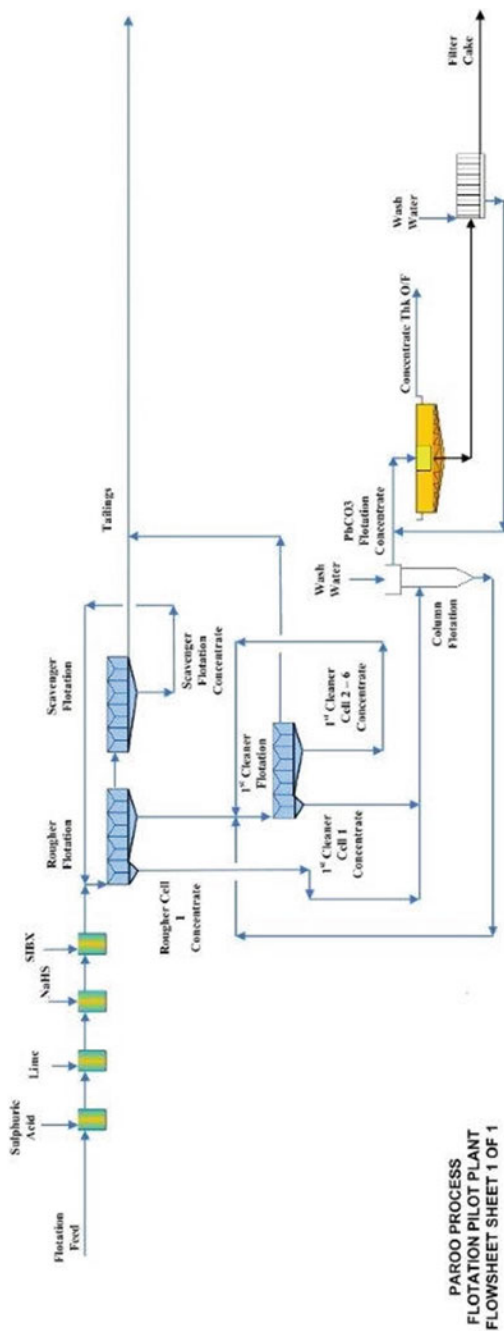 Flotation
Feed
Sulphuric
Acid
Lime
NaHS
SIBX
Rougher
Flotation
Scavenger
Flotation
Scavenger
Flotation
Concentrate
Tailings
Rougher Cell
1
Concentrate
1st Cleaner
Flotation
1st Cleaner
Cell 1
Concentrate
1st Cleaner
Cell 2 – 6
Concentrate
Wash
Water
Column
Flotation
PbCO3
Flotation
Concentrate
Concentrate Thk O/F
Wash
Water
Filter
Cake
PAROO PROCESS
FLOTATION PILOT PLANT
FLOWSHEET SHEET 1 OF 1